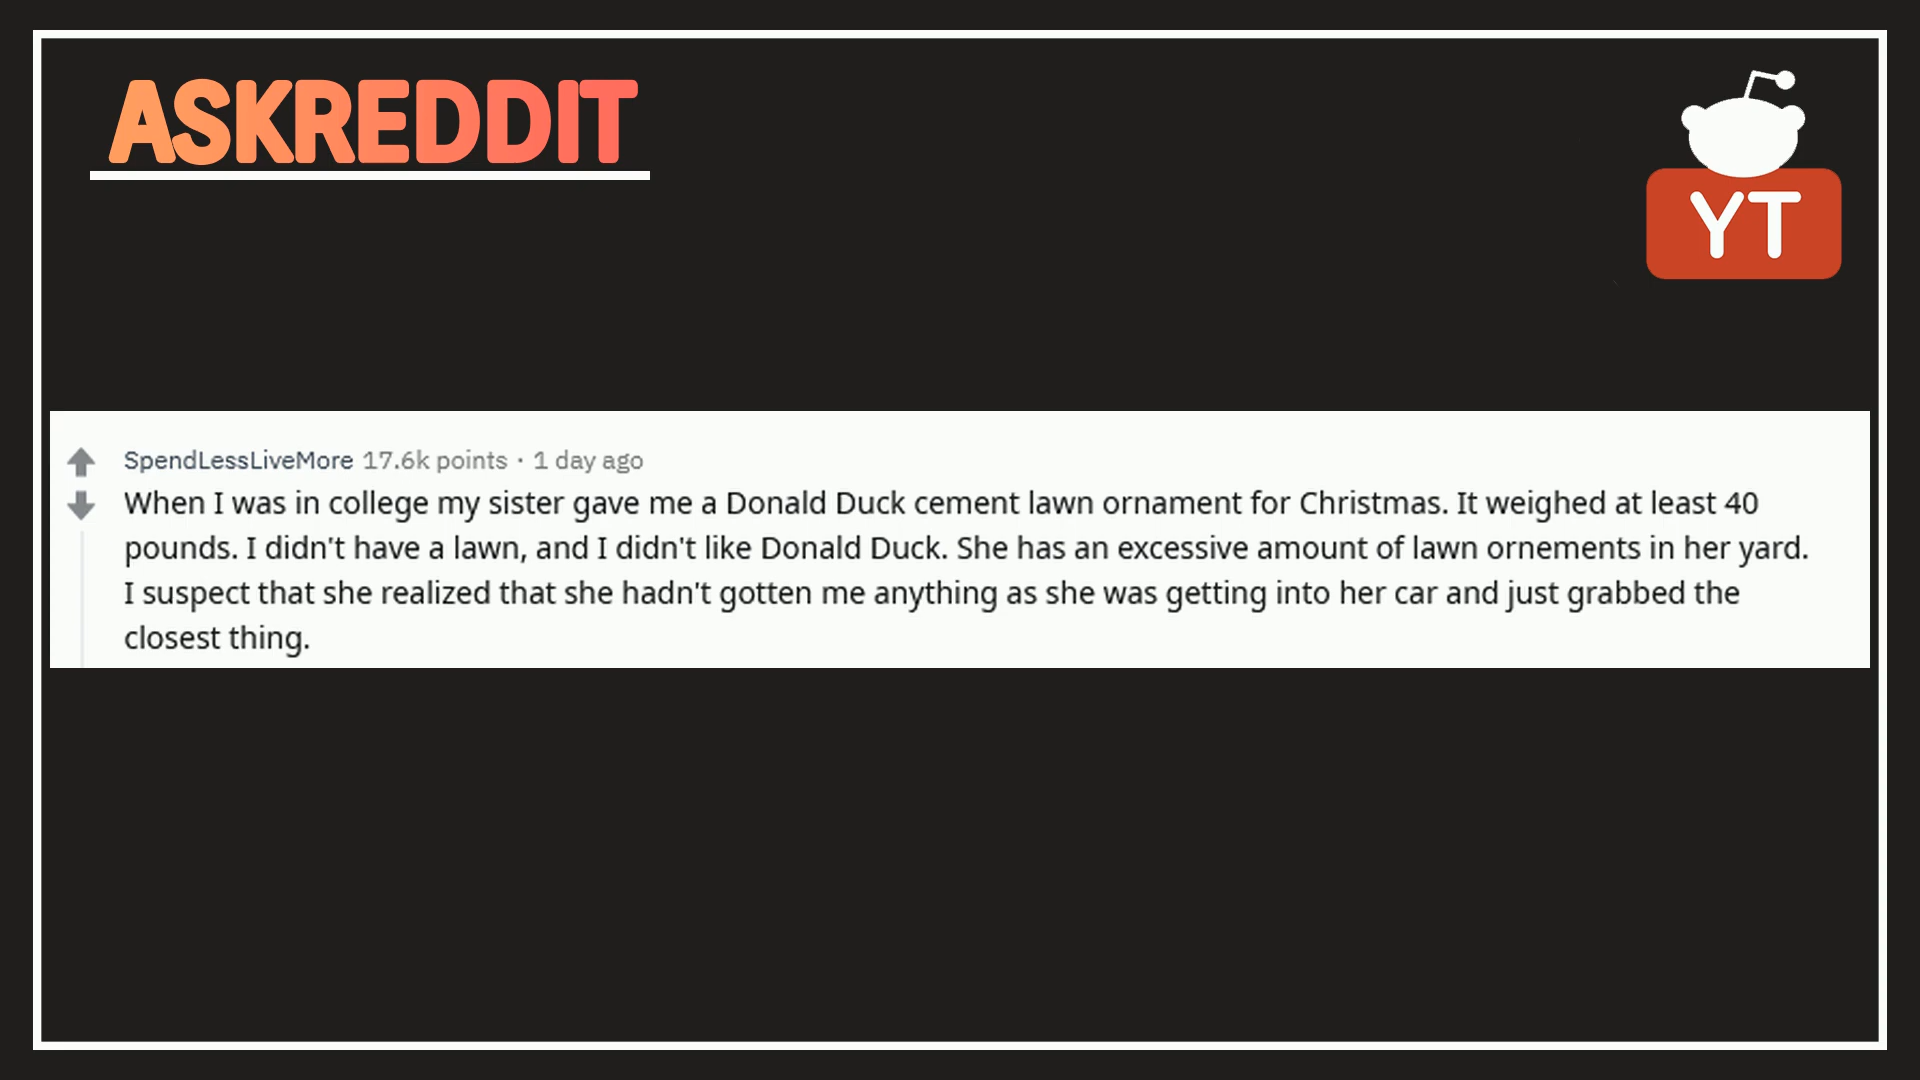 ASKREDDIT
YT
SpendLessLiveMore 17.6k points · 1 day ago
When I was in college my sister gave me a Donald Duck cement lawn ornament for Christmas. It weighed at least 40
pounds. I didn't have a lawn, and I didn't like Donald Duck. She has an excessive amount of lawn ornements in her yard.
I suspect that she realized that she hadn't gotten me anything as she was getting into her car and just grabbed the
closest thing.